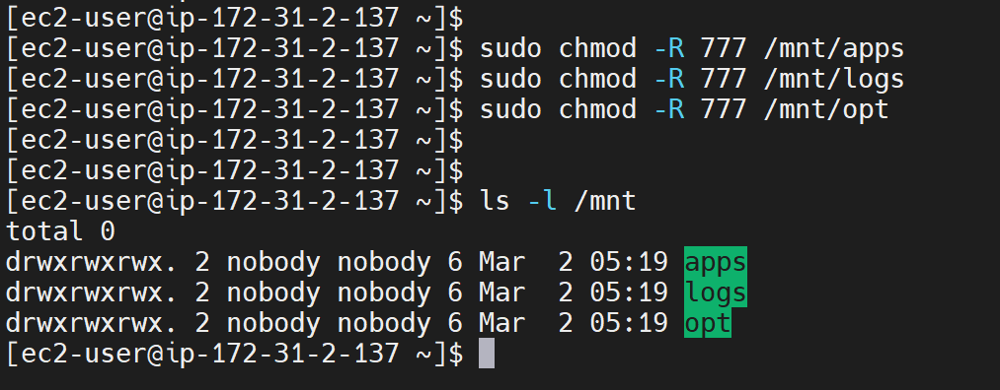 [ec2-user@ip-172-31-2-137 ~]$
[ec2-user@ip-172-31-2-137 ~]$ sudo chmod -R 777 /mnt/apps
[ec2-user@ip-172-31-2-137 ~]$ sudo chmod -R 777 /mnt/logs
[ec2-user@ip-172-31-2-137 ~]$ sudo chmod -R 777 /mnt/opt
[ec2-user@ip-172-31-2-137 ~]$
[ec2-user@ip-172-31-2-137 ~]$
[ec2-user@ip-172-31-2-137 ~]$ ls -l /mnt
total 0
drwxrwxrwx. 2 nobody nobody 6 Mar  2 05:19 apps
drwxrwxrwx. 2 nobody nobody 6 Mar  2 05:19 logs
drwxrwxrwx. 2 nobody nobody 6 Mar  2 05:19 opt
[ec2-user@ip-172-31-2-137 ~]$